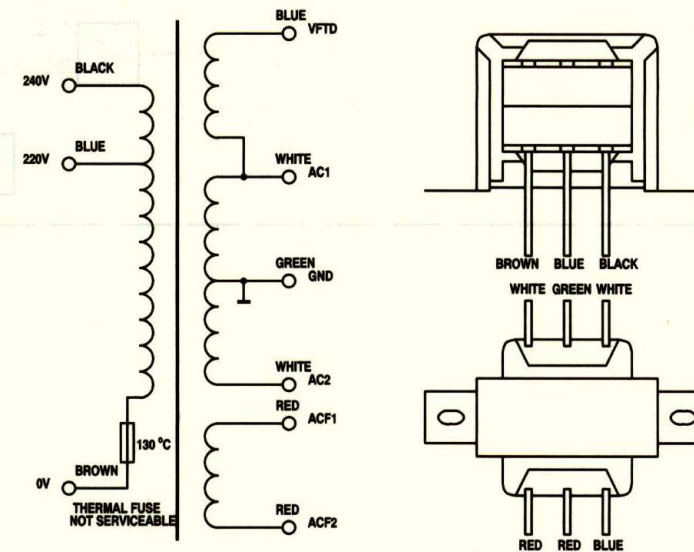 BLUE
VFTD
BLACK
240V
BLUE
220V
WHITE
AC1
GREEN
GND
WHITE
AC2
RED
ACF1
130 °C
BROWN
0V
THERMAL FUSE
NOT SERVICEABLE
RED
ACF2
BROWN BLUE BLACK
WHITE GREEN WHITE
RED RED BLUE